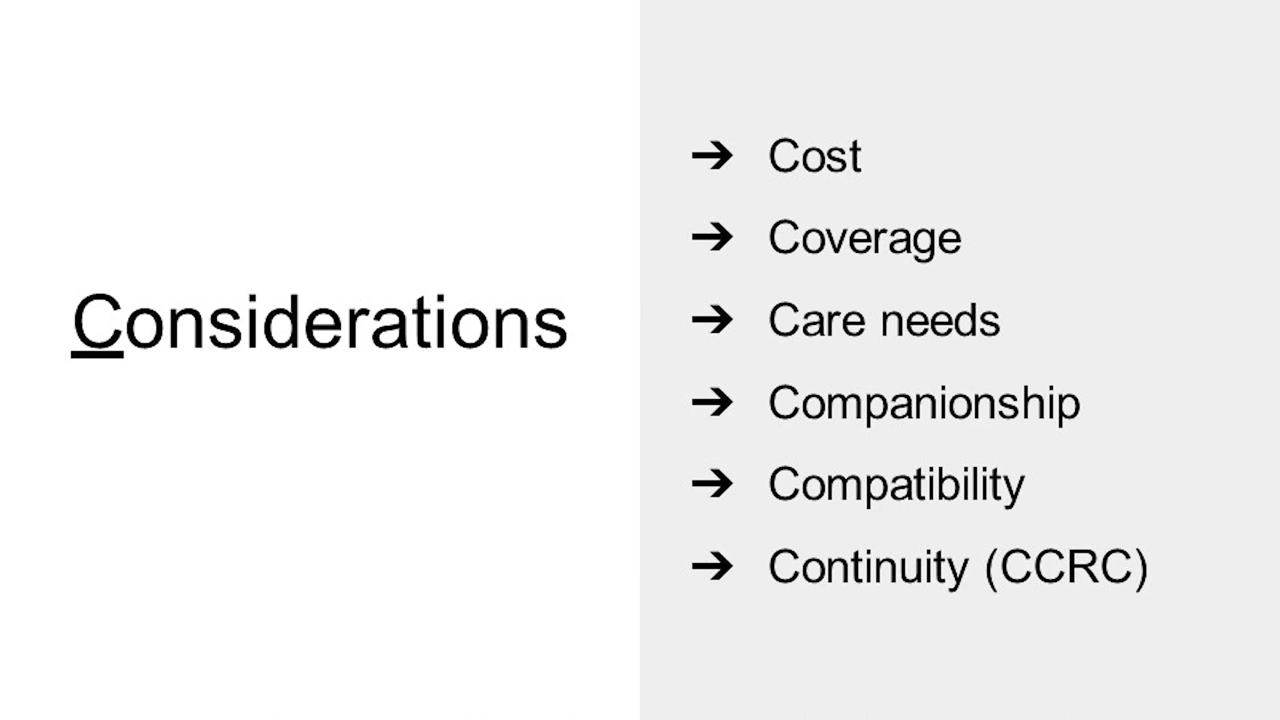 Considerations
➔ Cost
➔ Coverage
➔ Care needs
➔ Companionship
➔ Compatibility
➔ Continuity (CCRC)